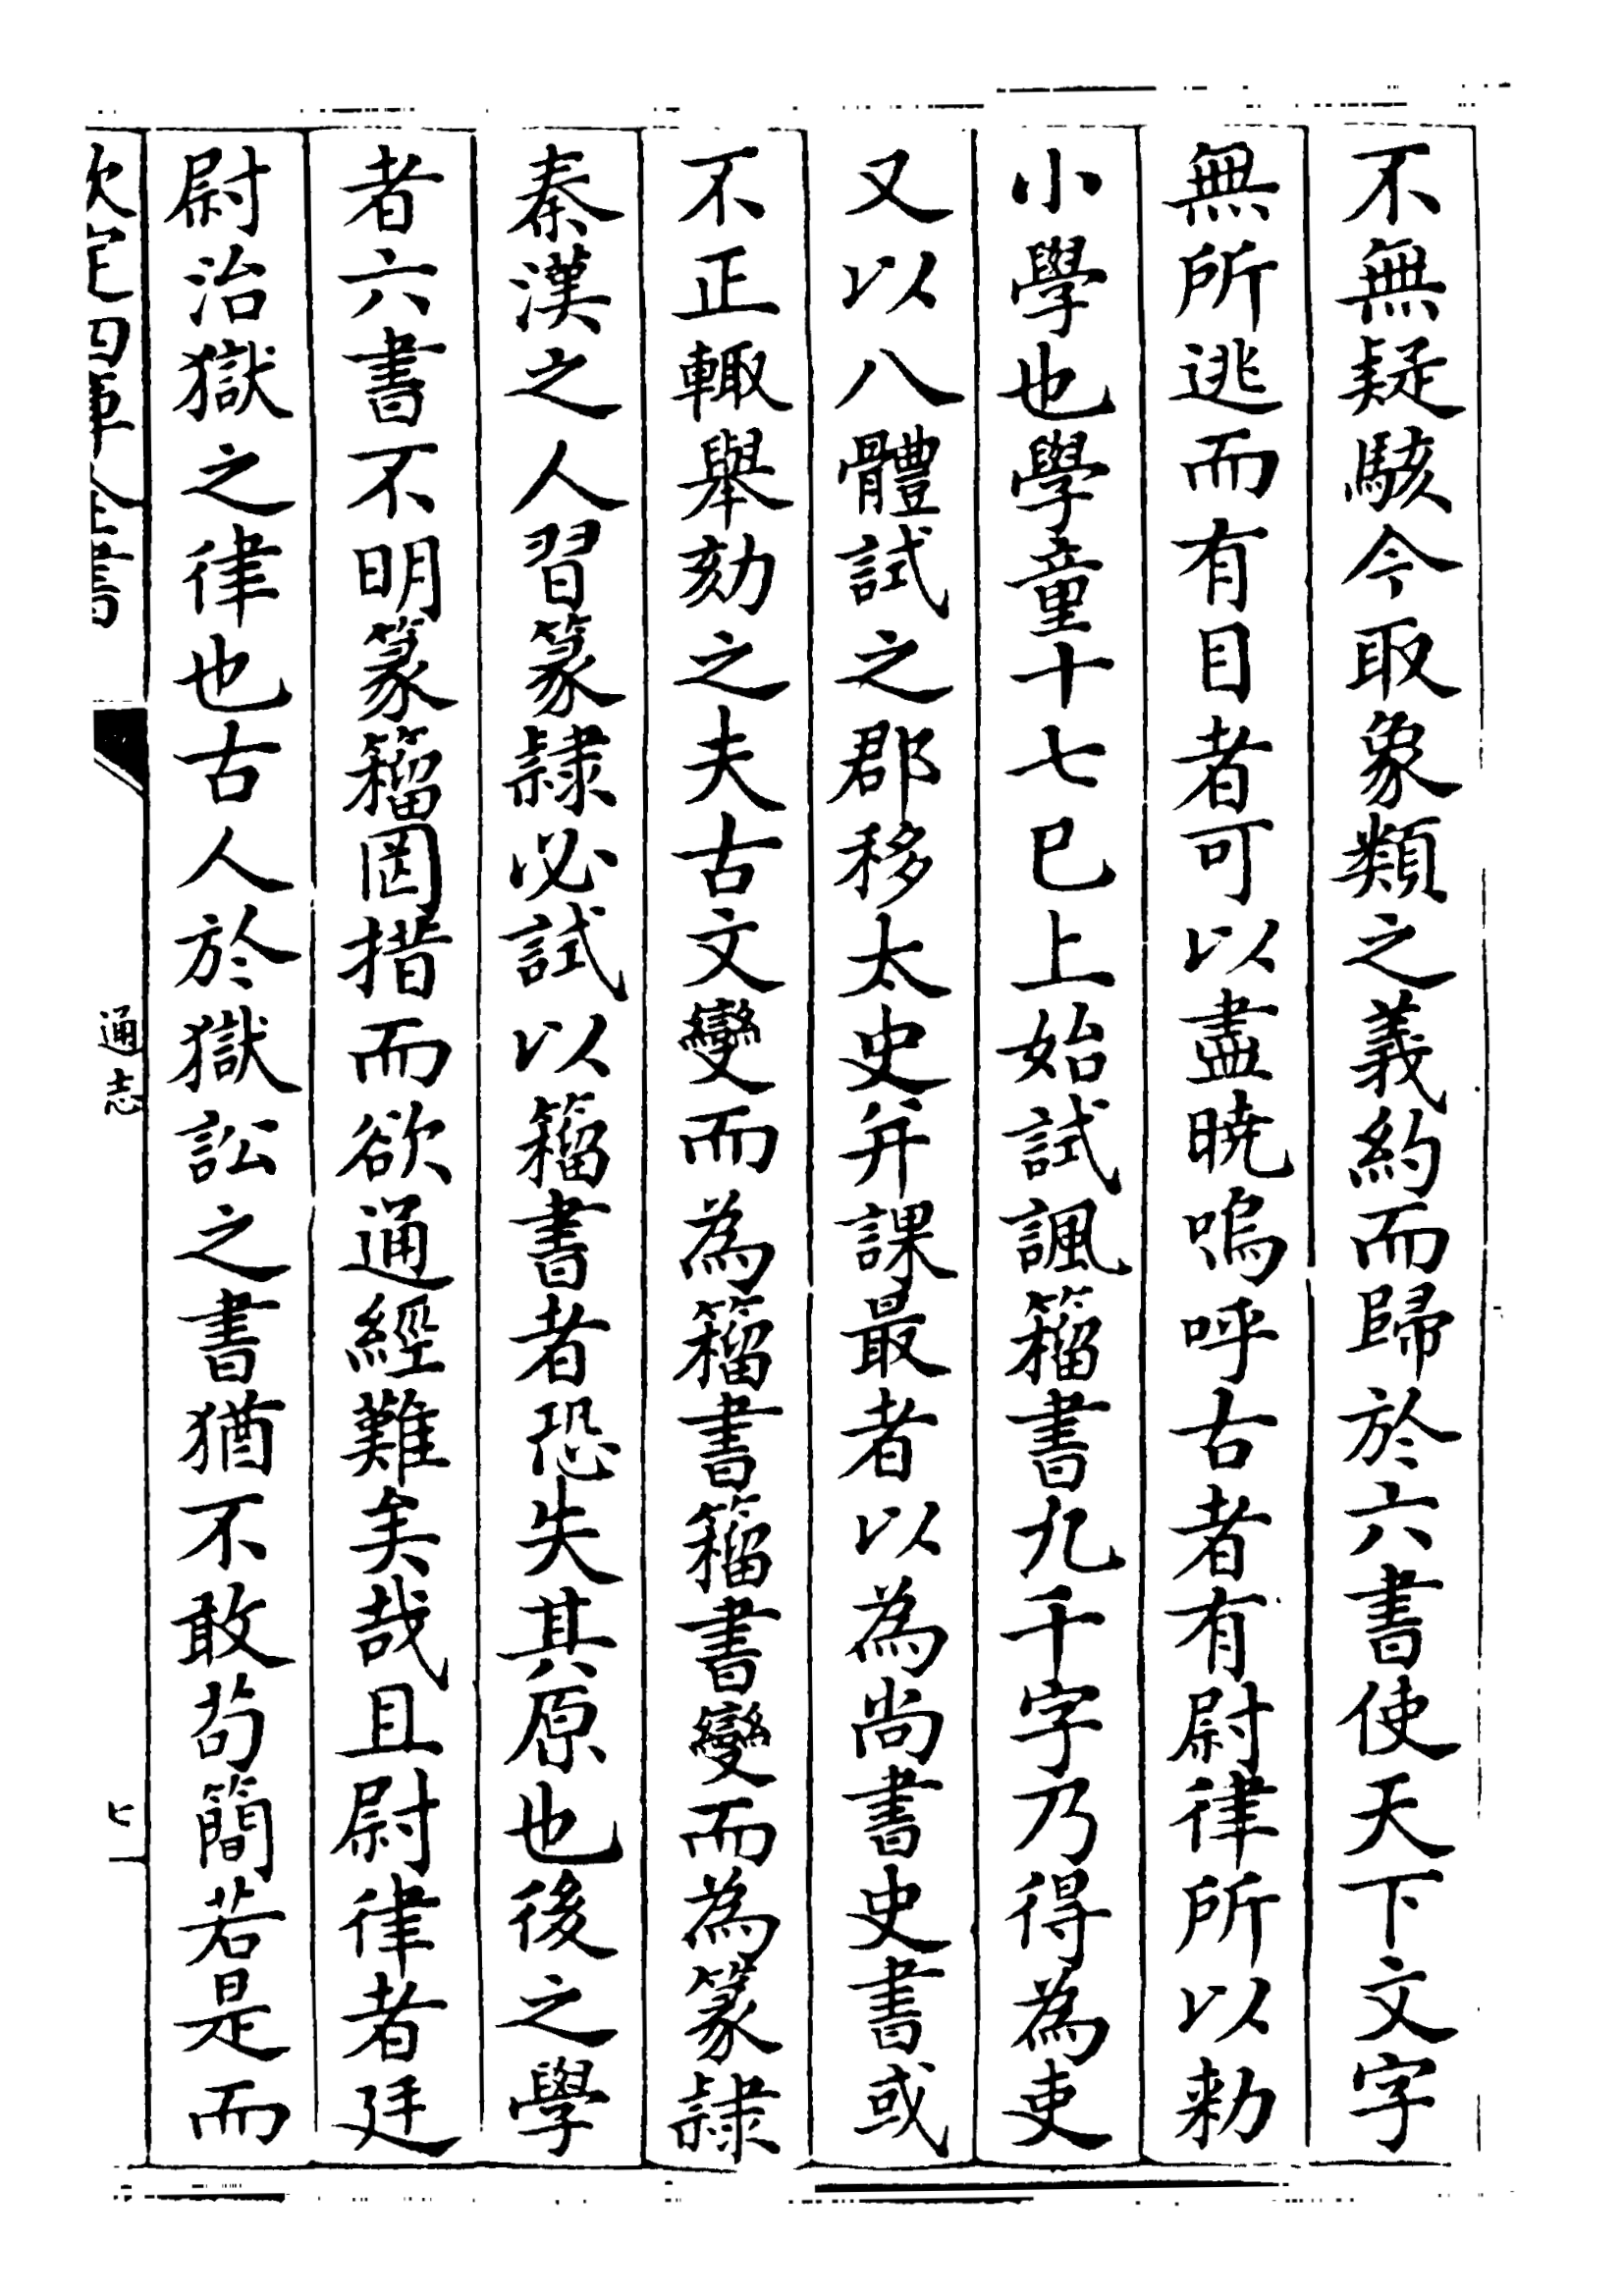 不無疑駭今取象類之義約而歸於六書使天下文字
無所逃而有目者可以盡曉嗚呼古者有尉律所以勑
小學也學童十七已上始試諷籀書九千字乃得為吏
又以八體試之郡移太史并課最者以為尚書史書或
不正輙舉劾之夫古文變而為籀書籀書變而為篆隸
秦漢之人習篆隸必試以籀書者恐失其原也後之學
者六書不明篆籀罔措而欲通經難矣哉且尉律者廷
尉治獄之律也古人於獄訟之書猶不敢茍簡若是而
欽定四庫全書
通志